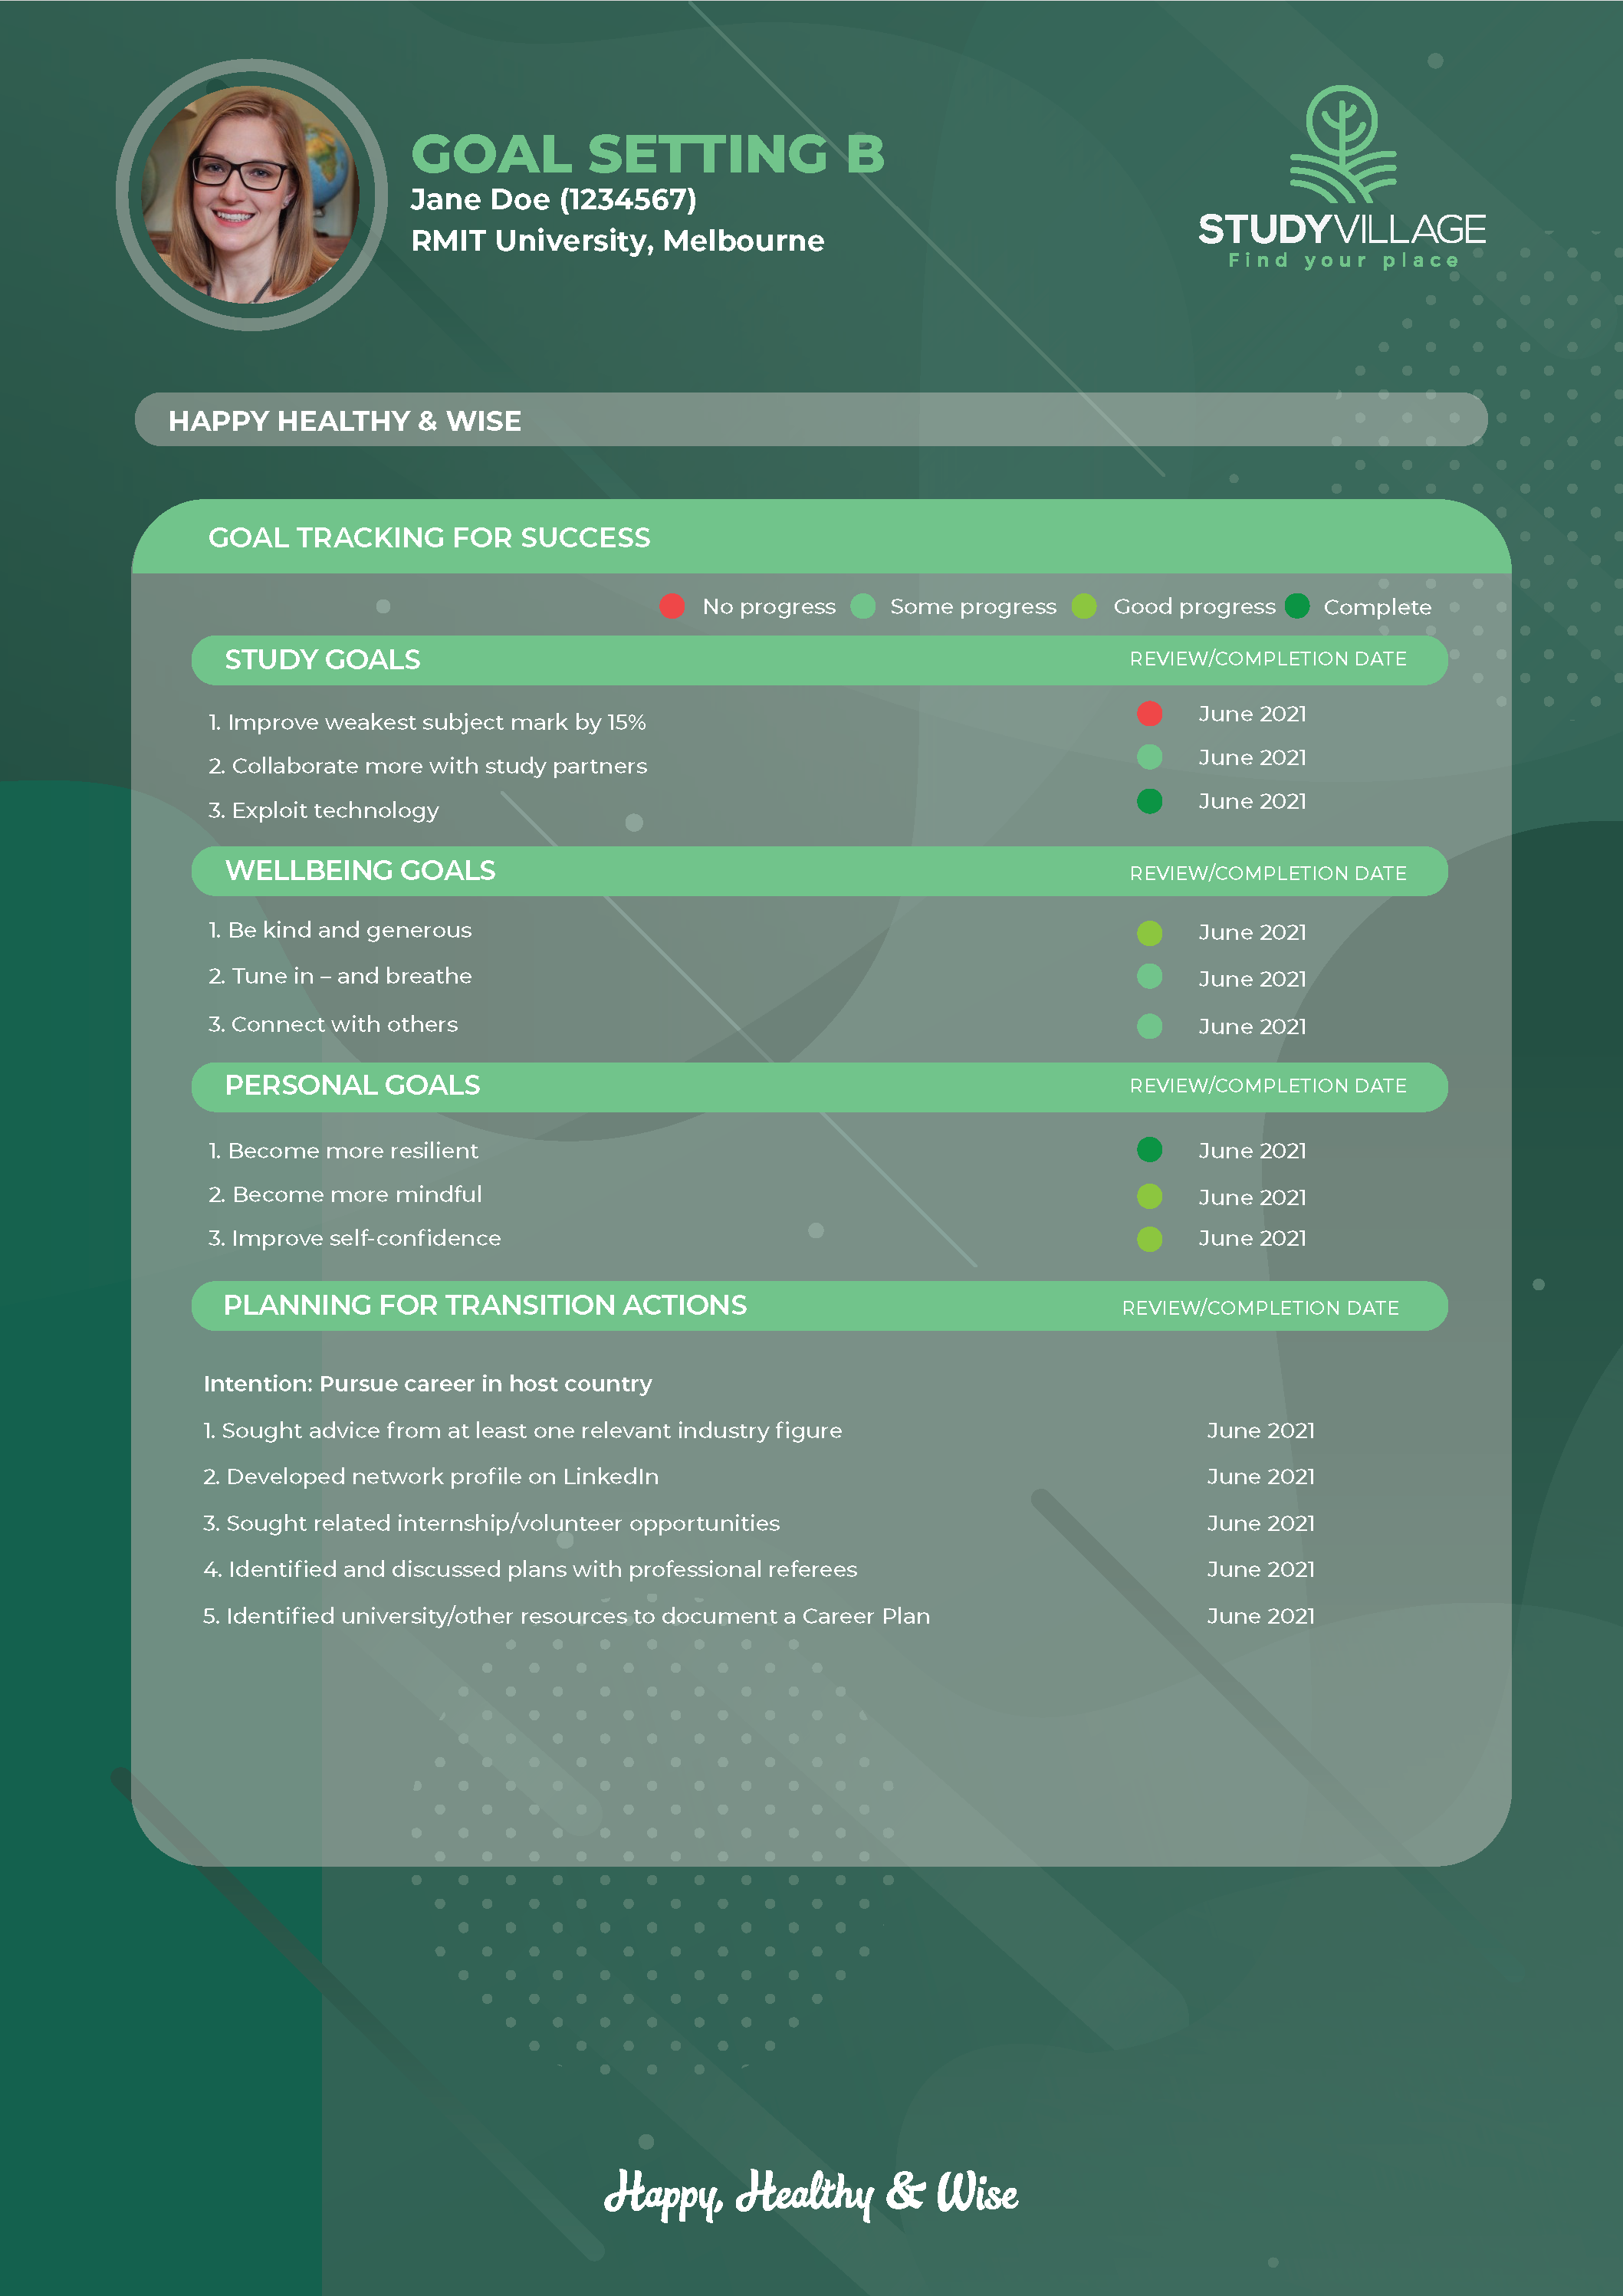 GOAL SETTING B
Jane Doe (1234567)
RMIT University, Melbourne
STUDYVILLAGE
Find your place
HAPPY HEALTHY & WISE
GOAL TRACKING FOR SUCCESS
No progress Some progress Good progress Complete
STUDY GOALS REVIEW/COMPLETION DATE
1. Improve weakest subject mark by 15% June 2021
2. Collaborate more with study partners June 2021
3. Exploit technology June 2021
WELLBEING GOALS REVIEW/COMPLETION DATE
1. Be kind and generous June 2021
2. Tune in – and breathe June 2021
3. Connect with others June 2021
PERSONAL GOALS REVIEW/COMPLETION DATE
1. Become more resilient June 2021
2. Become more mindful June 2021
3. Improve self-confidence June 2021
PLANNING FOR TRANSITION ACTIONS REVIEW/COMPLETION DATE
Intention: Pursue career in host country
1. Sought advice from at least one relevant industry figure June 2021
2. Developed network profile on LinkedIn June 2021
3. Sought related internship/volunteer opportunities June 2021
4. Identified and discussed plans with professional referees June 2021
5. Identified university/other resources to document a Career Plan June 2021
Happy, Healthy & Wise